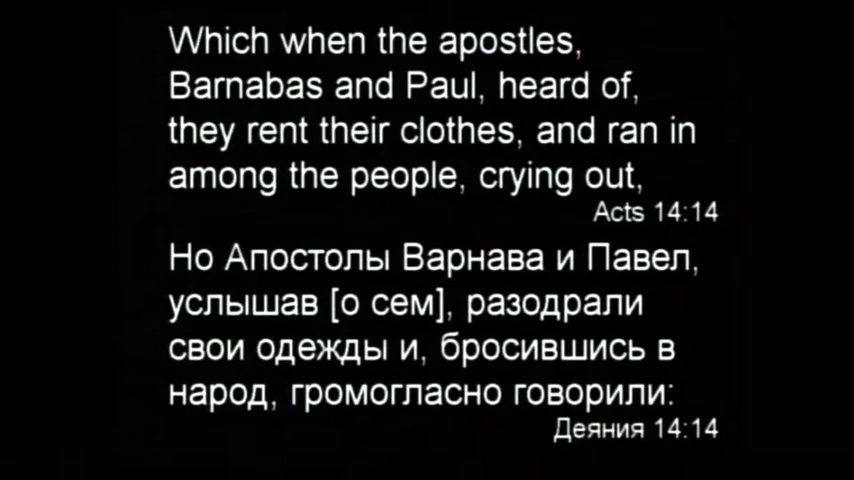 Which when the apostles,
Barnabas and Paul, heard of,
they rent their clothes, and ran in
among the people, crying out,
Acts 14:14
Но Апостолы Варнава и Павел,
услышав [о сем], разодрали
свои одежды и, бросившись в
народ, громогласно говорили:
Деяния 14:14